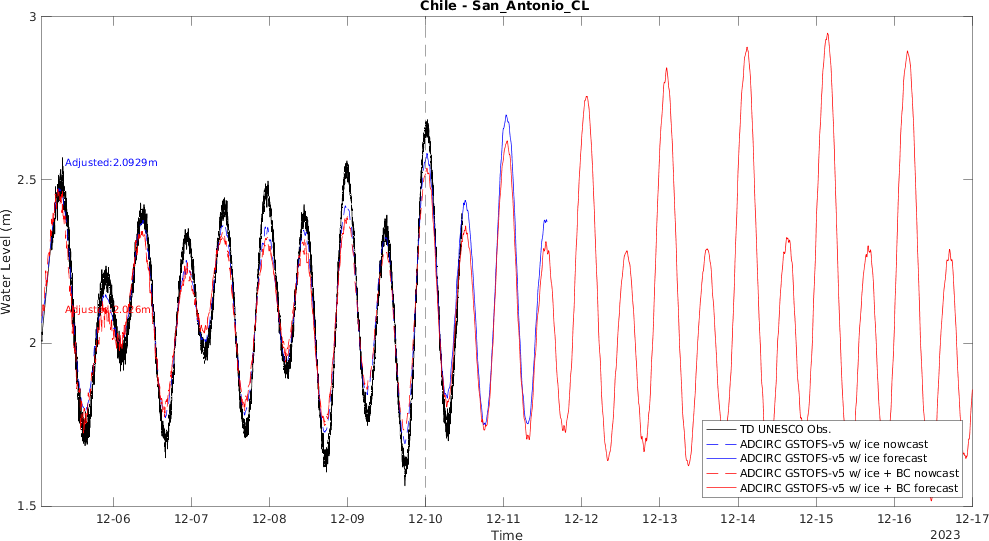 Chile - San_Antonio_CL
3
2.5
2
1.5
Water Level (m)
Adjusted:2.0929m
Adjusted:2.026m
TD UNESCO Obs.
ADCIRC GSTOFS-v5 w/ ice nowcast
ADCIRC GSTOFS-v5 w/ ice forecast
ADCIRC GSTOFS-v5 w/ ice + BC nowcast
ADCIRC GSTOFS-v5 w/ ice + BC forecast
12-06 12-07 12-08 12-09 12-10 12-11 12-12 12-13 12-14 12-15 12-16 12-17
Time
2023